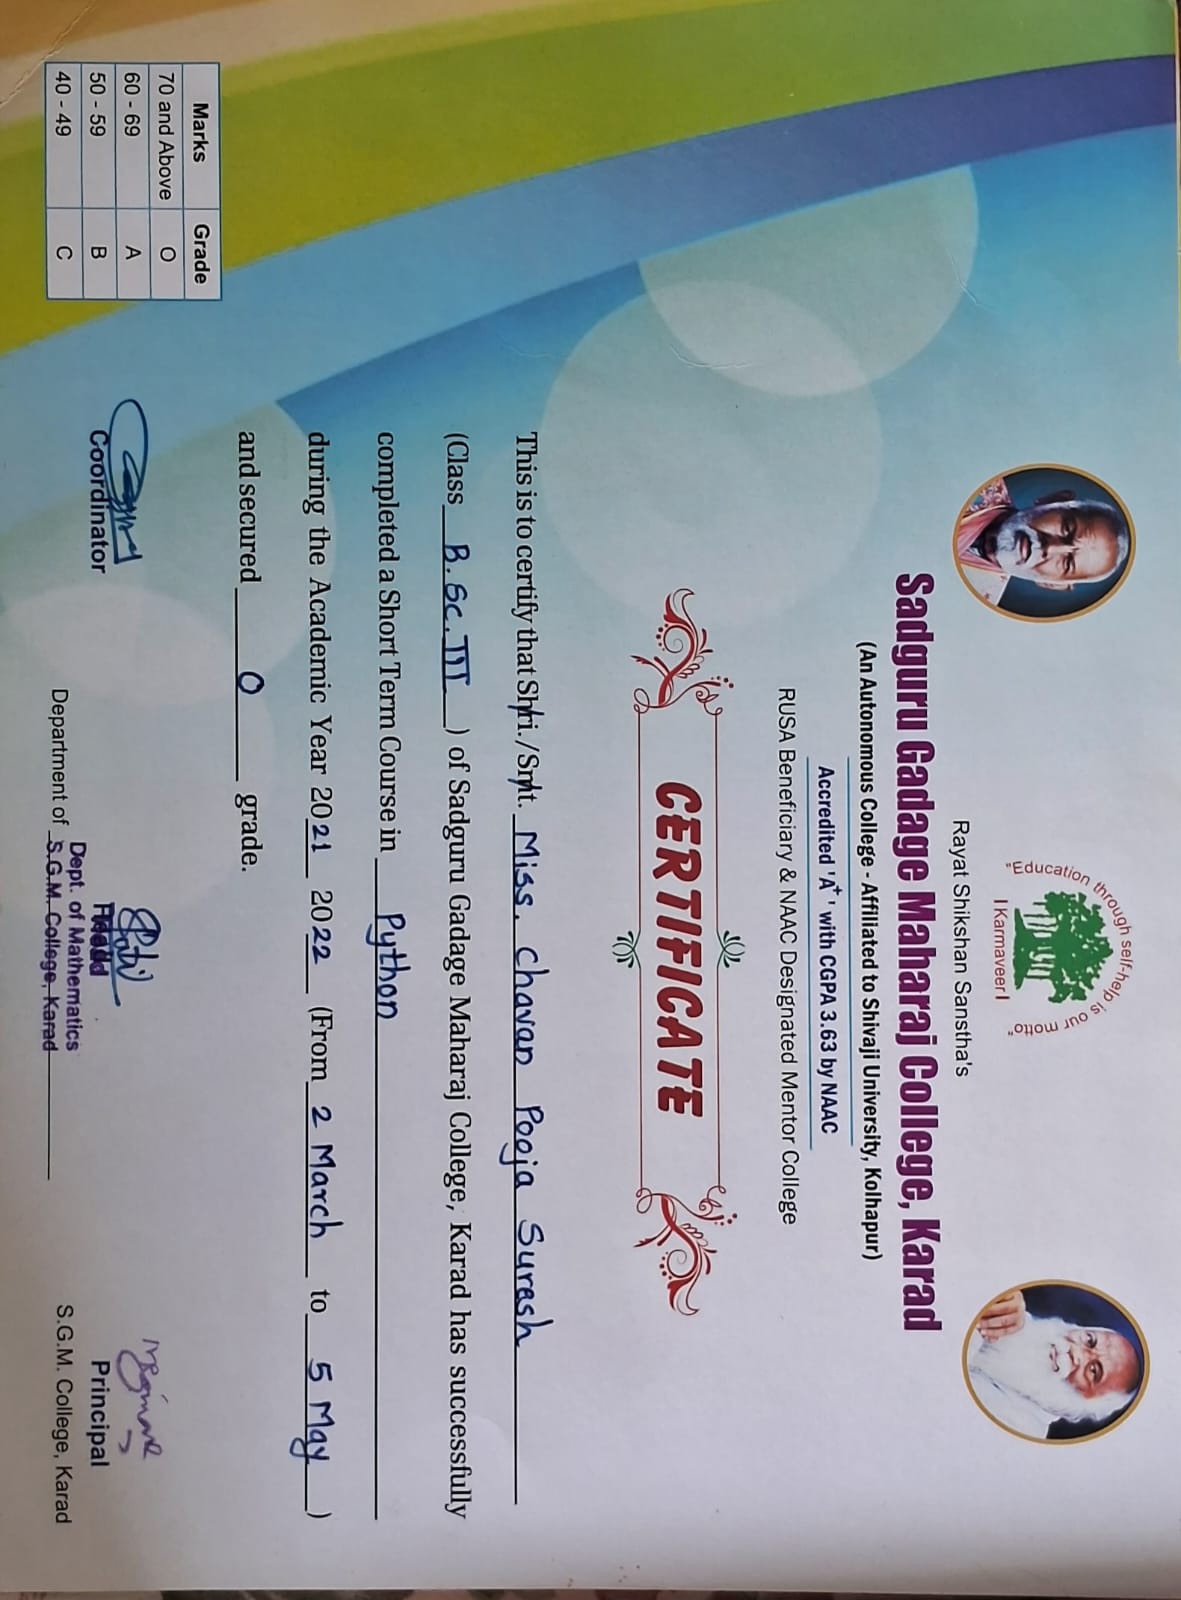 "Education through self-help is our motto"
| Karmaveer |
Rayat Shikshan Sanstha's
Sadguru Gadage Maharaj College, Karad
(An Autonomous College - Affiliated to Shivaji University, Kolhapur)
Accredited 'A+' with CGPA 3.63 by NAAC
RUSA Beneficiary & NAAC Designated Mentor College
CERTIFICATE
This is to certify that Shri./Smt. Miss. Chavan Pooja Suresh
(Class B.Sc.III) of Sadguru Gadage Maharaj College, Karad has successfully
completed a Short Term Course in Python
during the Academic Year 2021 2022 (From 2 March to 5 May)
and secured O grade.
Marks Grade
70 and Above O
60 - 69 A
50 - 59 B
40 - 49 C
Coordinator
Patil
Head
Department of Dept. of Mathematics
S.G.M. College, Karad
Principal
S.G.M. College, Karad